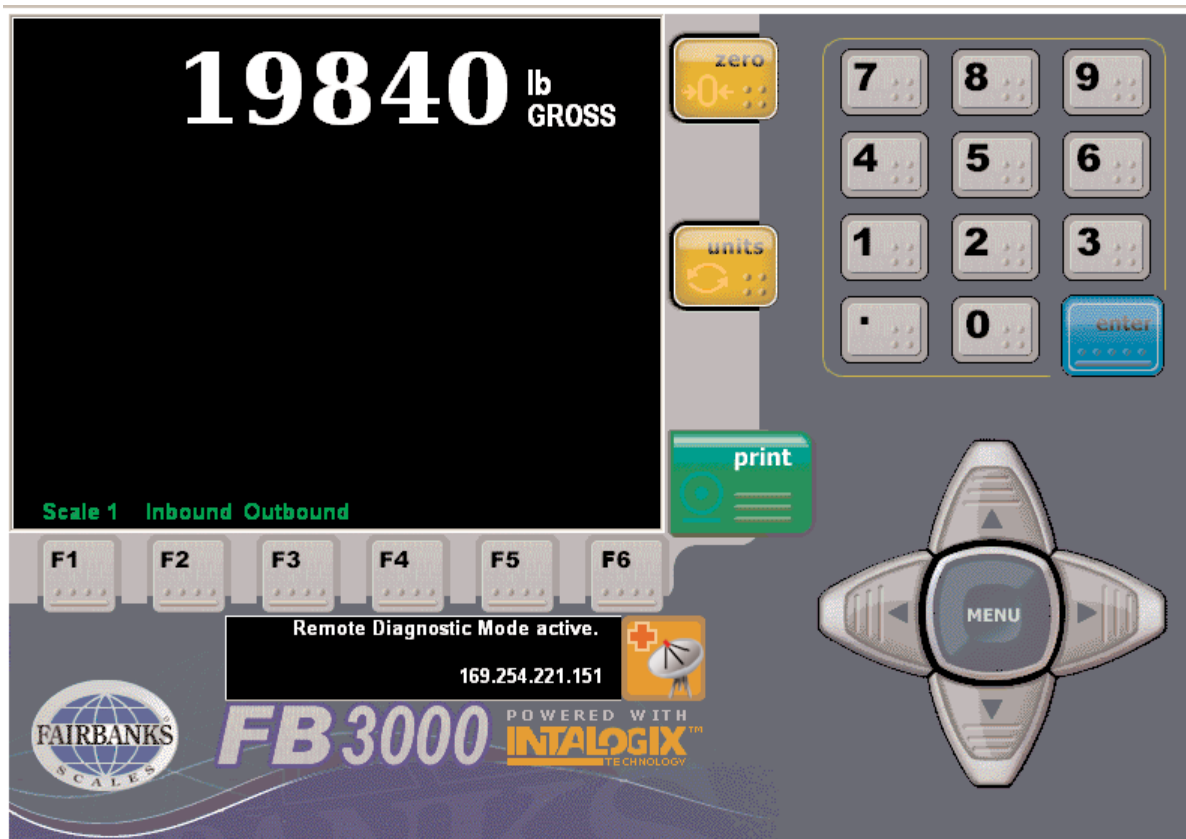 19840 lb
GROSS
zero
→0←
units
print
Scale 1 Inbound Outbound
F1 F2 F3 F4 F5 F6
7 8 9
4 5 6
1 2 3
. 0 enter
MENU
Remote Diagnostic Mode active.
169.254.221.151
FAIRBANKS
SCALES
FB3000
POWERED WITH
INTALOGIX™
TECHNOLOGY